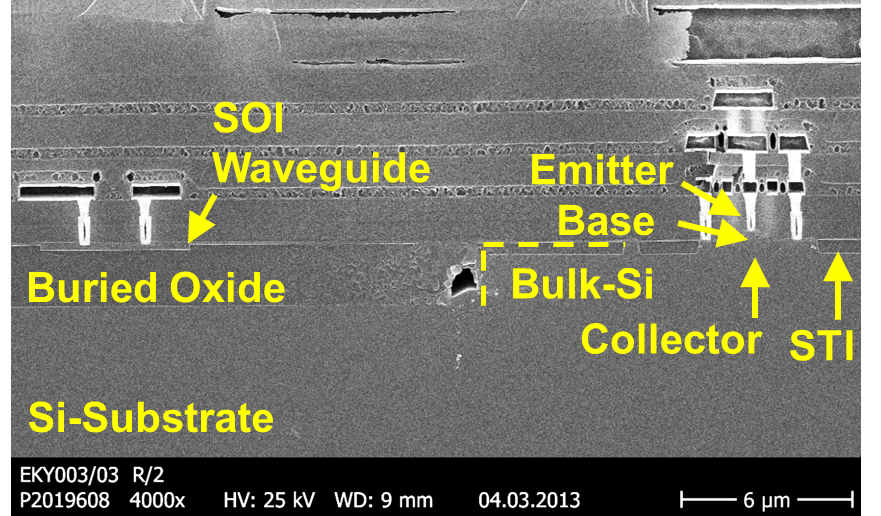 SOI
Waveguide
Emitter
Base
Buried Oxide
Bulk-Si
Collector
STI
Si-Substrate
EKY003/03 R/2
P2019608 4000x HV: 25 kV WD: 9 mm 04.03.2013 6 µm